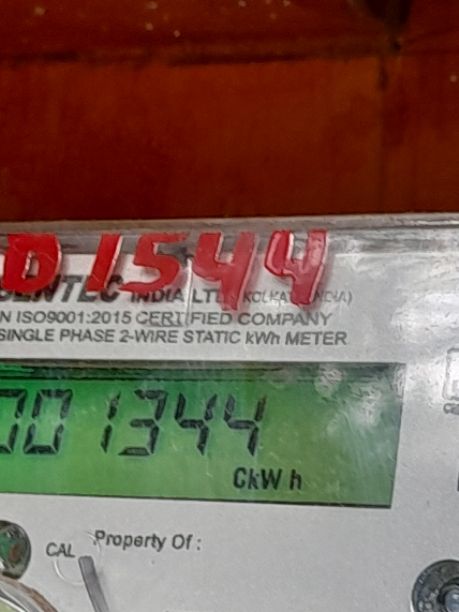 D1544
INDIA LTD
N ISO9001:2015 CERTIFIED COMPANY
SINGLE PHASE 2-WIRE STATIC kWh METER
001344
CkWh
CAL
Property Of :